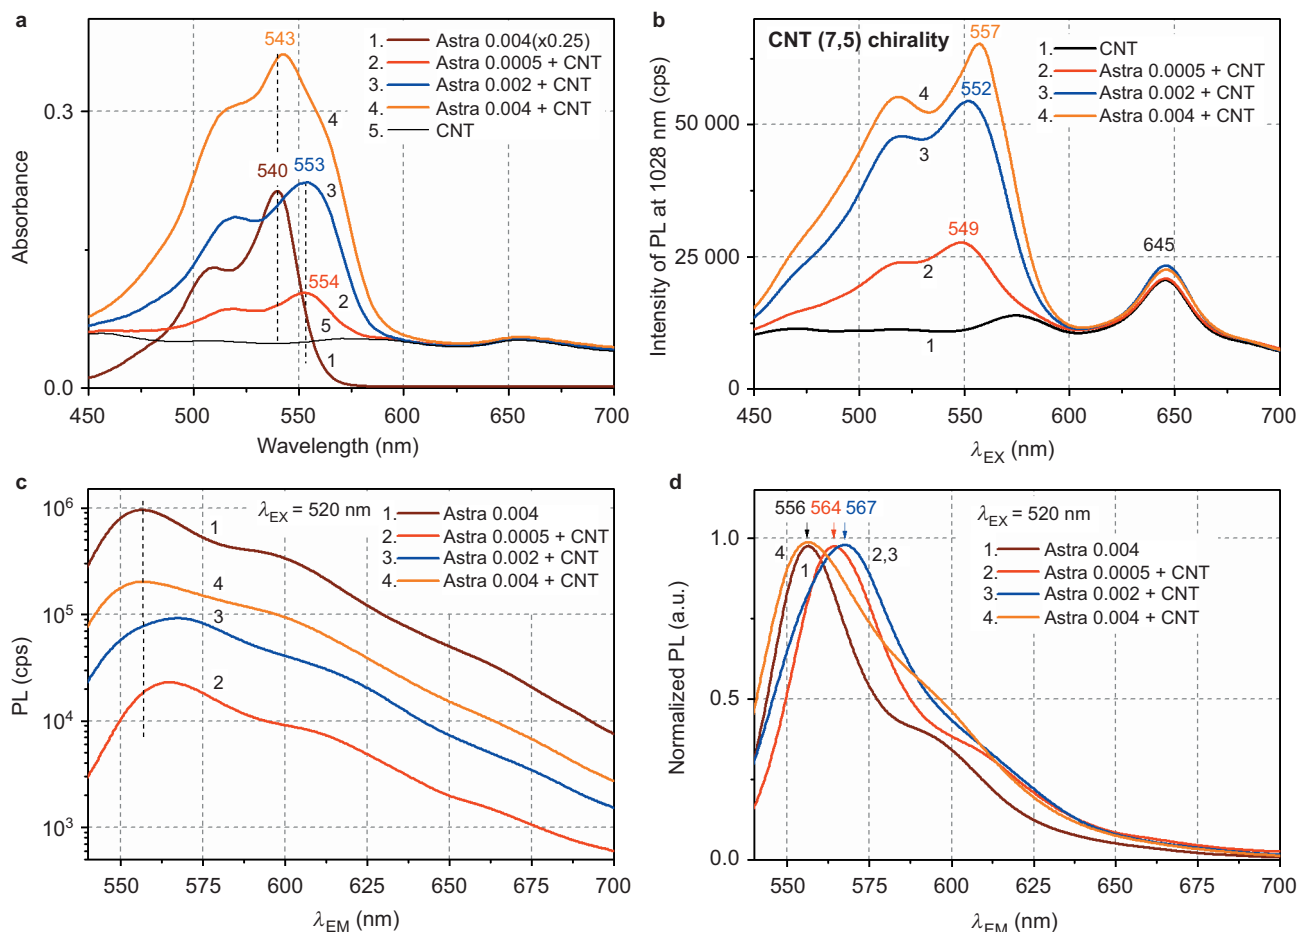 a
543
1. Astra 0.004(x0.25)
2. Astra 0.0005 + CNT
3. Astra 0.002 + CNT
4. Astra 0.004 + CNT
5. CNT
4
540
553
3
554
2
5
1
0.3
0.0
Absorbance
450 500 550 600 650 700
Wavelength (nm)
b
CNT (7,5) chirality
557
1. CNT
2. Astra 0.0005 + CNT
3. Astra 0.002 + CNT
4. Astra 0.004 + CNT
4
552
3
549
2
645
1
50 000
25 000
0
Intensity of PL at 1028 nm (cps)
450 500 550 600 650 700
λEX (nm)
c
λEX = 520 nm
1. Astra 0.004
2. Astra 0.0005 + CNT
3. Astra 0.002 + CNT
4. Astra 0.004 + CNT
1
4
3
2
10⁶
10⁵
10⁴
10³
PL (cps)
550 575 600 625 650 675 700
λEM (nm)
d
556 564 567
λEX = 520 nm
1. Astra 0.004
2. Astra 0.0005 + CNT
3. Astra 0.002 + CNT
4. Astra 0.004 + CNT
4
1
2,3
1.0
0.5
0.0
Normalized PL (a.u.)
550 575 600 625 650 675 700
λEM (nm)